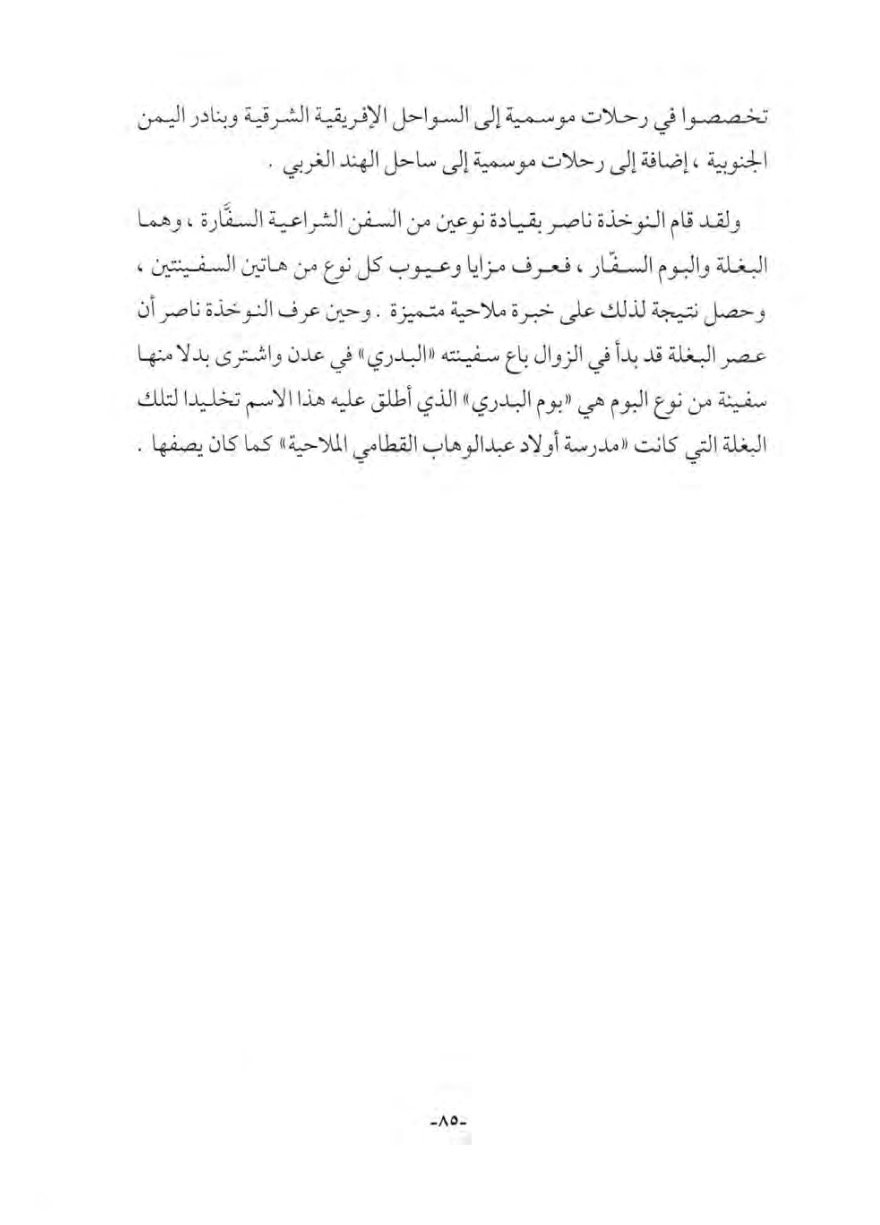 تخصصوا في رحلات موسمية إلى السواحل الإفريقية الشرقية وبنادر اليمن
الجنوبية ، إضافة إلى رحلات موسمية إلى ساحل الهند الغربي .
ولقد قام النوخذة ناصر بقيادة نوعين من السفن الشراعية السفَّارة ، وهما
البغلة والبوم السفّار ، فعرف مزايا وعيوب كل نوع من هاتين السفينتين ،
وحصل نتيجة لذلك على خبرة ملاحية متميزة . وحين عرف النوخذة ناصر أن
عصر البغلة قد بدأ في الزوال باع سفينته «البدري» في عدن واشترى بدلا منها
سفينة من نوع البوم هي «بوم البدري» الذي أطلق عليه هذا الاسم تخليدا لتلك
البغلة التي كانت «مدرسة أولاد عبدالوهاب القطامي الملاحية» كما كان يصفها .
-٨٥-